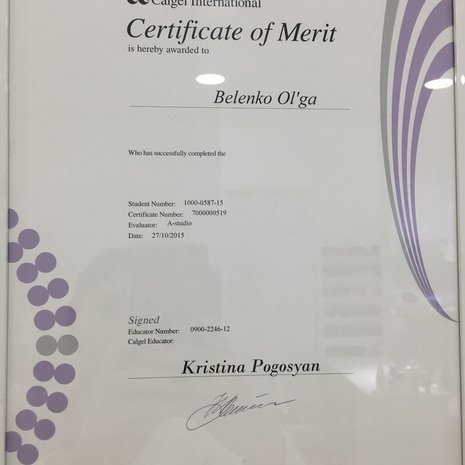 & Calgel International
Certificate of Merit
is hereby awarded to
Belenko Ol'ga
Who has successfully completed the
Student Number: 1000-0587-15
Certificate Number: 7000000519
Evaluator: A-studio
Date: 27/10/2015
Signed
Educator Number: 0900-2246-12
Calgel Educator:
Kristina Pogosyan